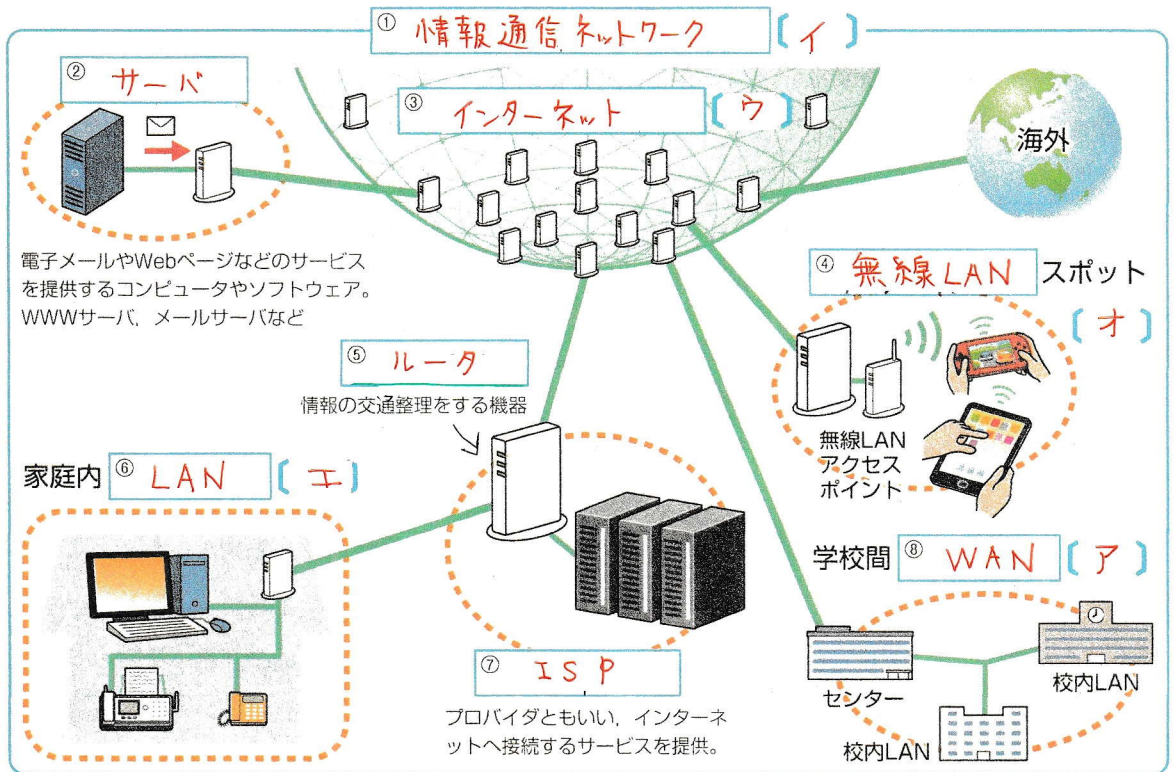 ① 情報通信ネットワーク 〔イ〕
② サーバ
③ インターネット 〔ウ〕
海外
電子メールやWebページなどのサービス
を提供するコンピュータやソフトウェア。
WWWサーバ，メールサーバなど
④ 無線LAN スポット
〔オ〕
⑤ ルータ
情報の交通整理をする機器
無線LAN
アクセス
ポイント
家庭内 ⑥ LAN 〔エ〕
学校間 ⑧ WAN 〔ア〕
⑦ ISP
プロバイダともいい，インターネ
ットへ接続するサービスを提供。
センター
校内LAN
校内LAN